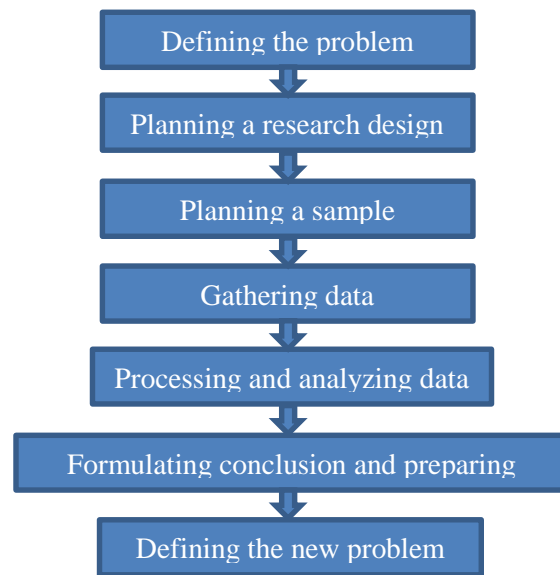 Defining the problem
Planning a research design
Planning a sample
Gathering data
Processing and analyzing data
Formulating conclusion and preparing
Defining the new problem